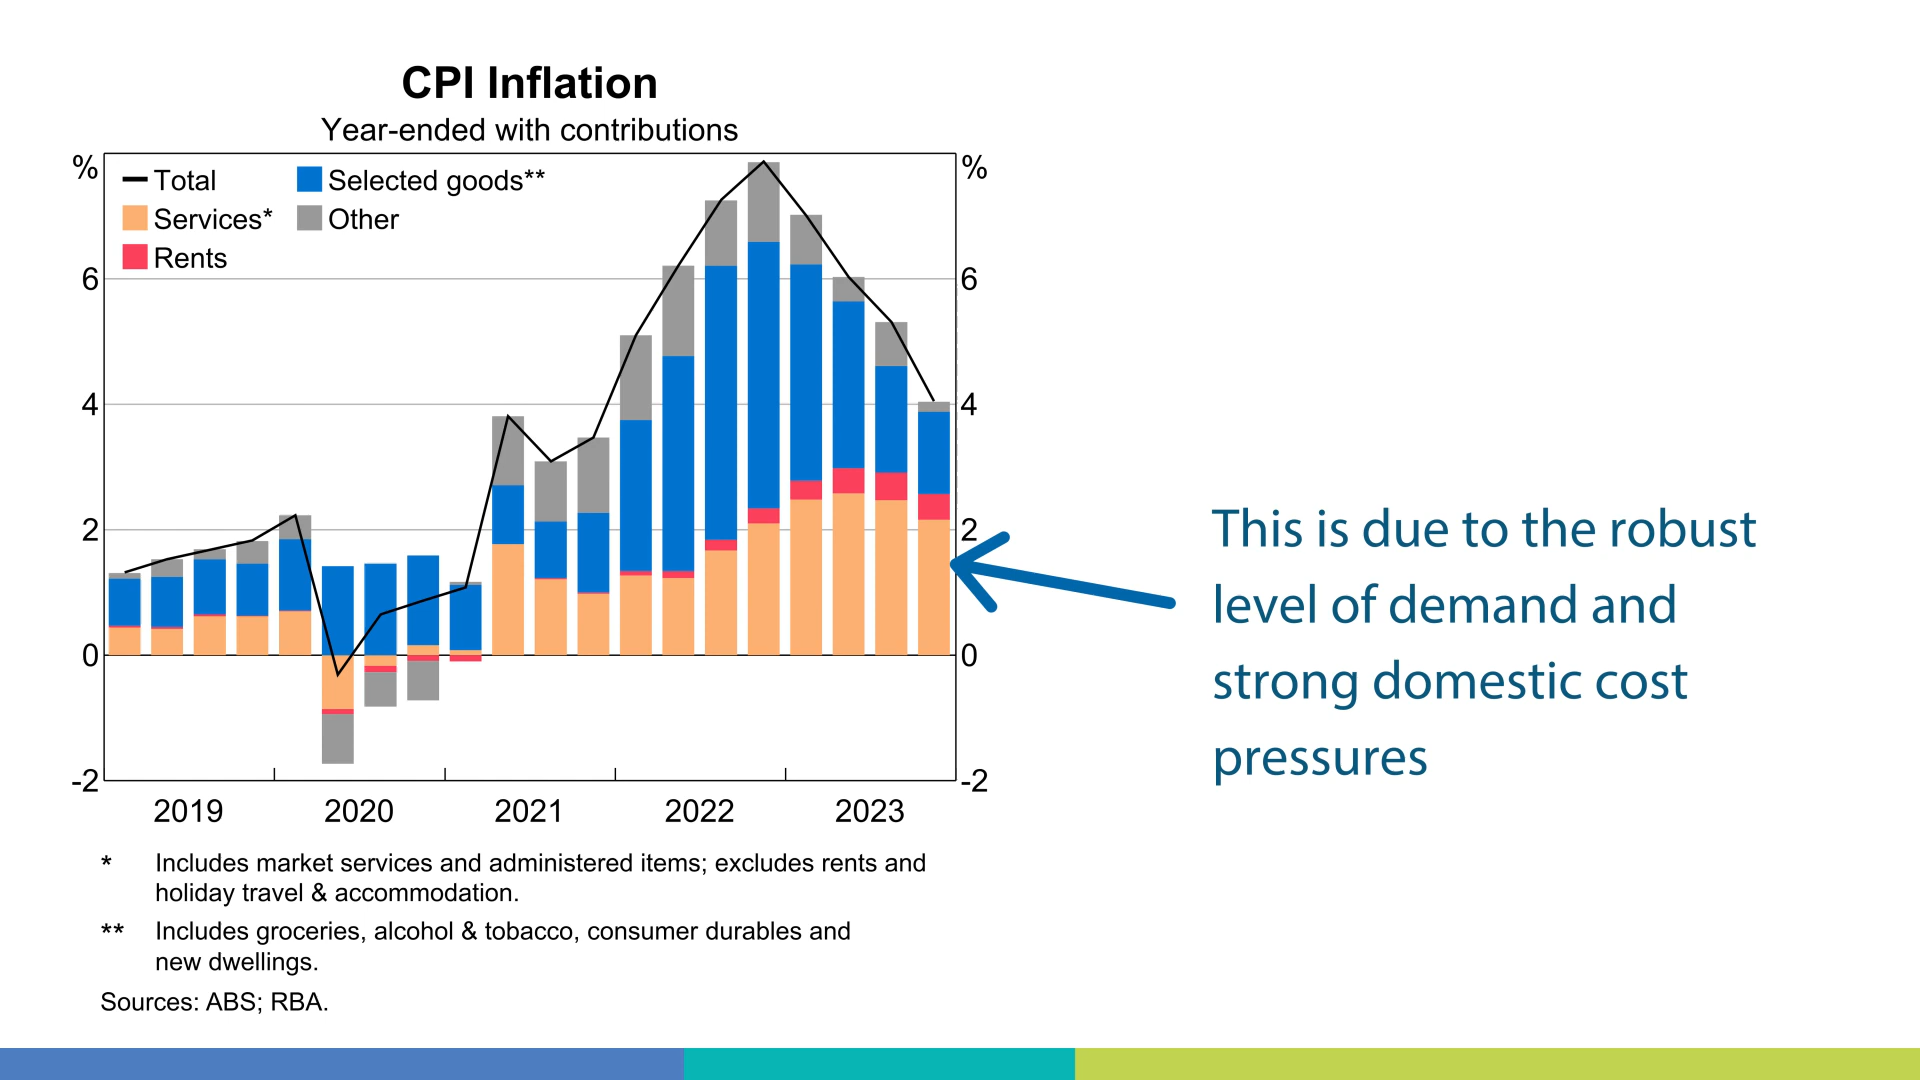 CPI Inflation
Year-ended with contributions
% %
Total Selected goods**
Services* Other
Rents
6 6
4 4
2 2
0 0
-2 -2
2019 2020 2021 2022 2023
* Includes market services and administered items; excludes rents and
holiday travel & accommodation.
** Includes groceries, alcohol & tobacco, consumer durables and
new dwellings.
Sources: ABS; RBA.
This is due to the robust
level of demand and
strong domestic cost
pressures